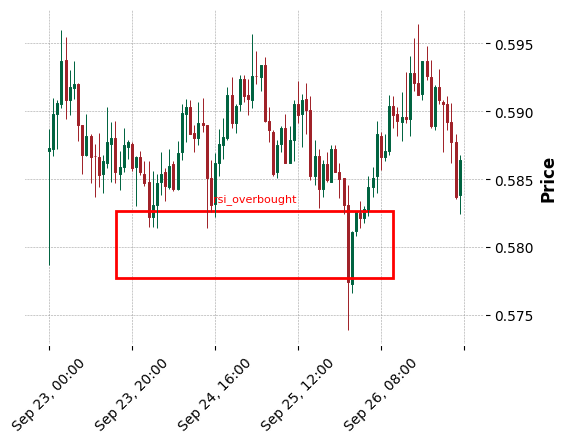 0.595
0.590
rsi_overbought
0.585
0.580
0.575
Price
Sep 23, 00:00
Sep 23, 20:00
Sep 24, 16:00
Sep 25, 12:00
Sep 26, 08:00